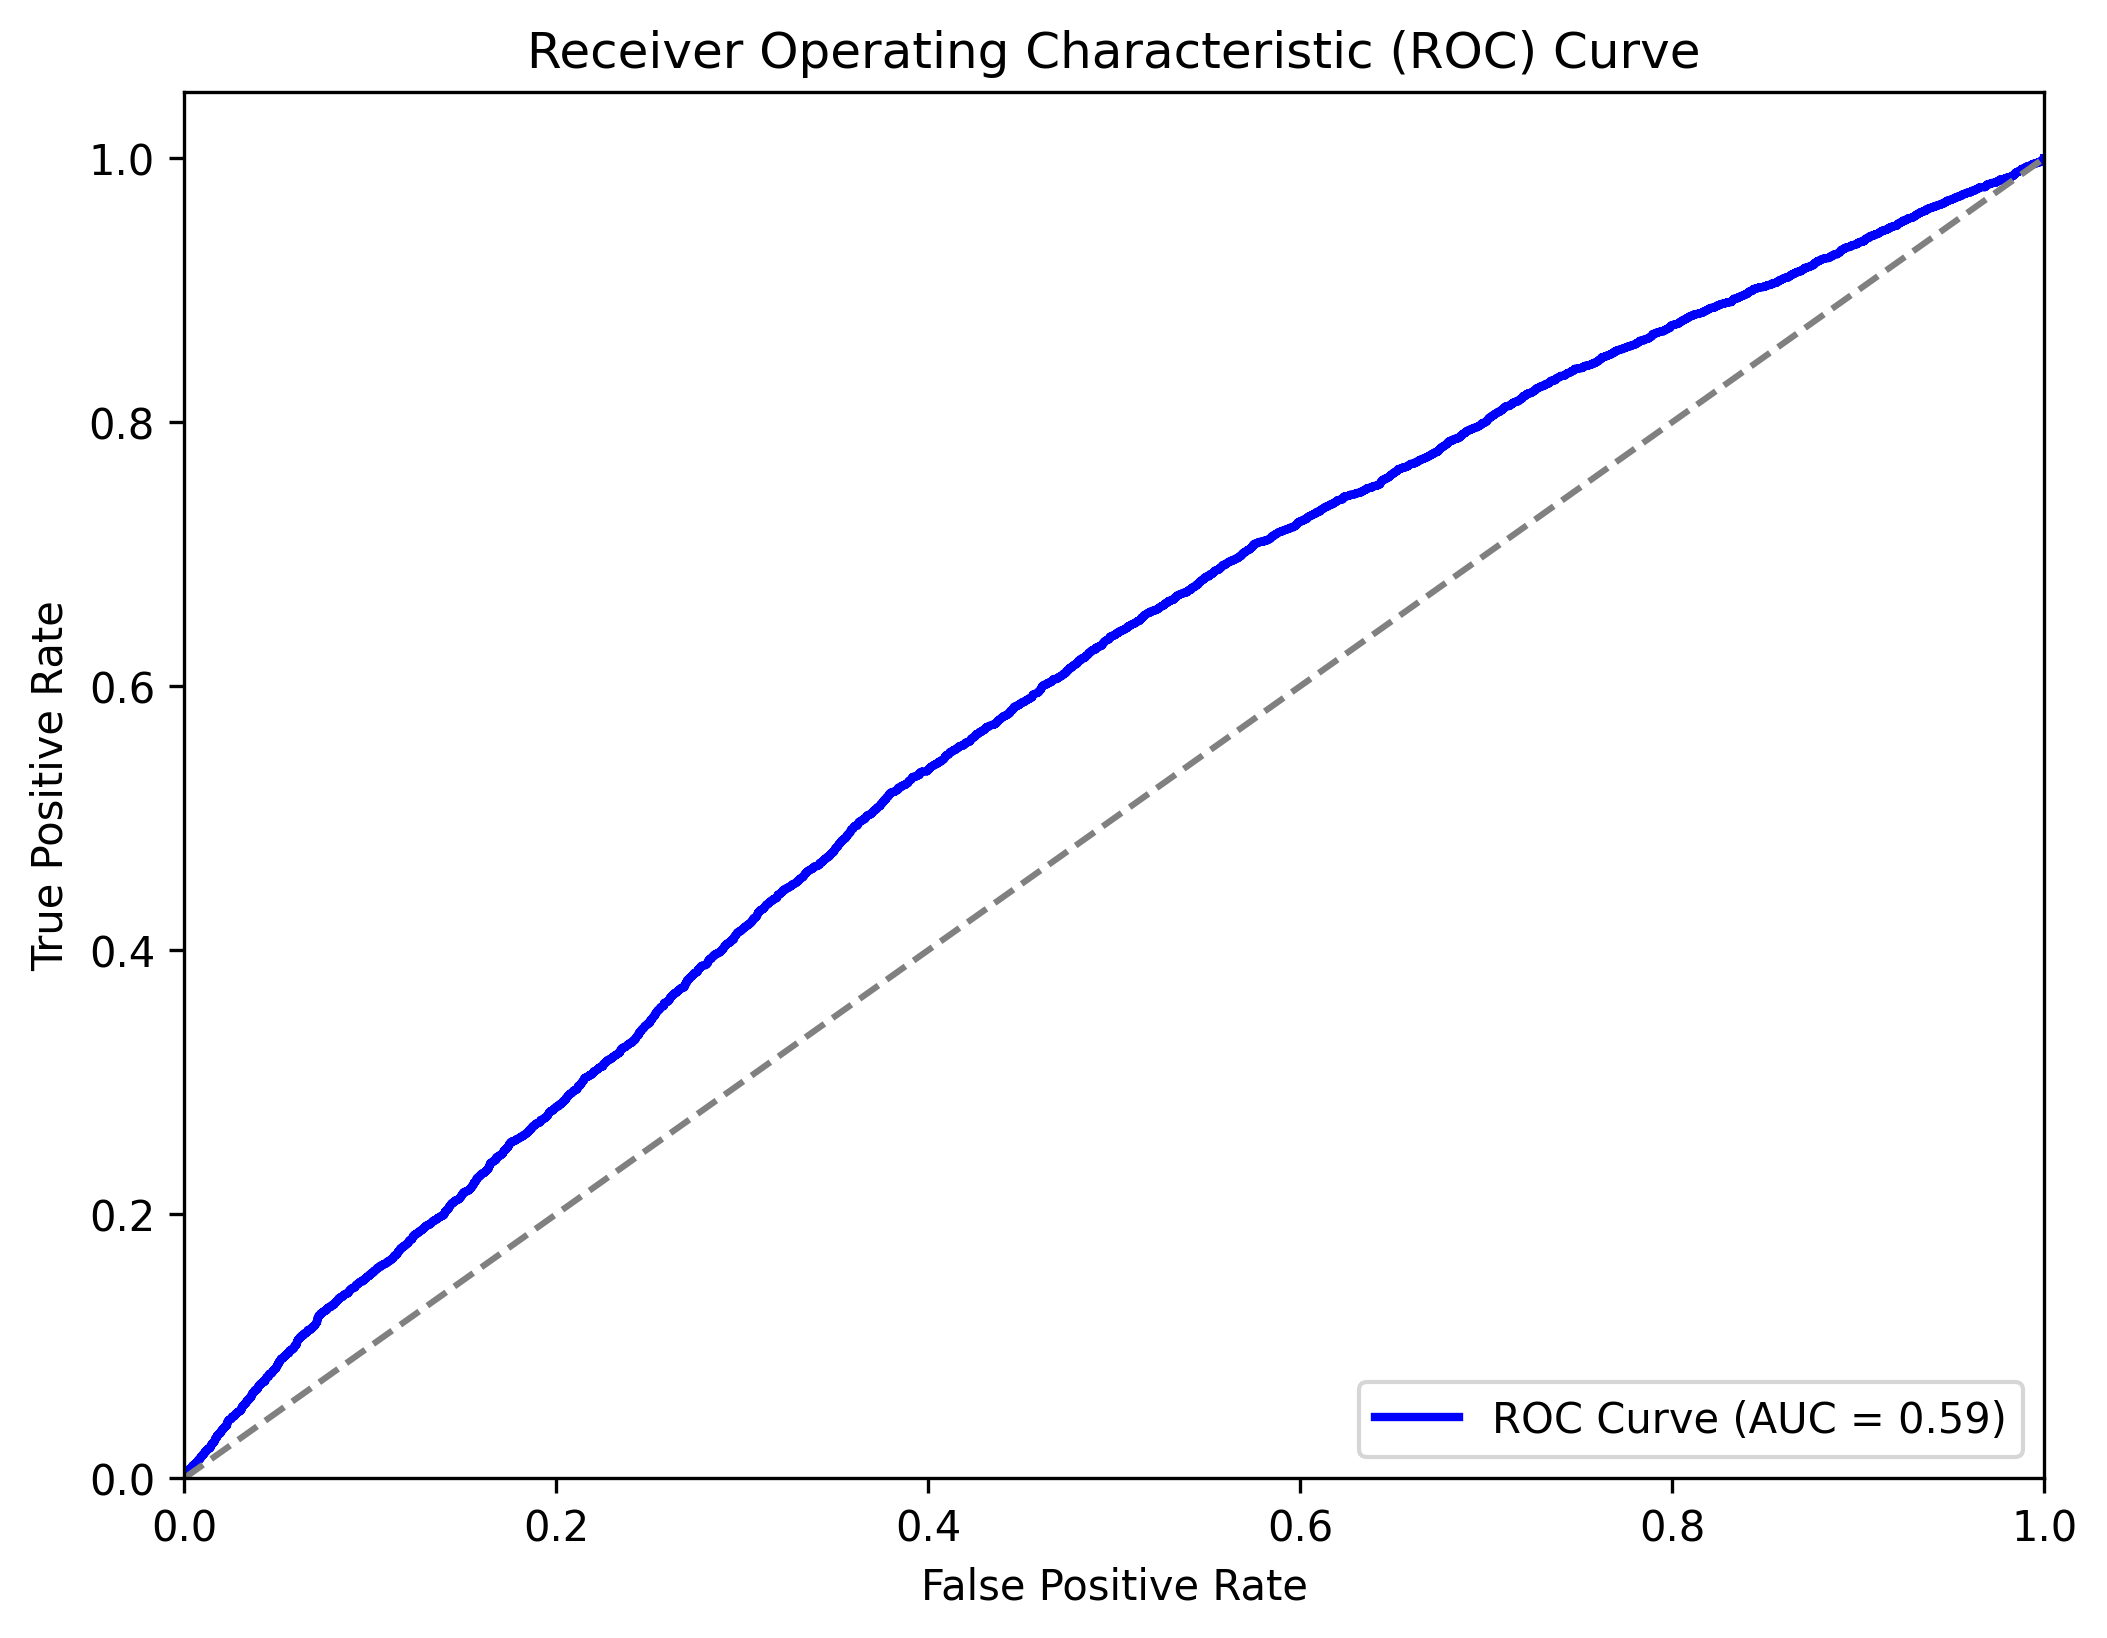 Receiver Operating Characteristic (ROC) Curve
1.0
0.8
0.6
0.4
0.2
0.0
True Positive Rate
ROC Curve (AUC = 0.59)
0.0 0.2 0.4 0.6 0.8 1.0
False Positive Rate